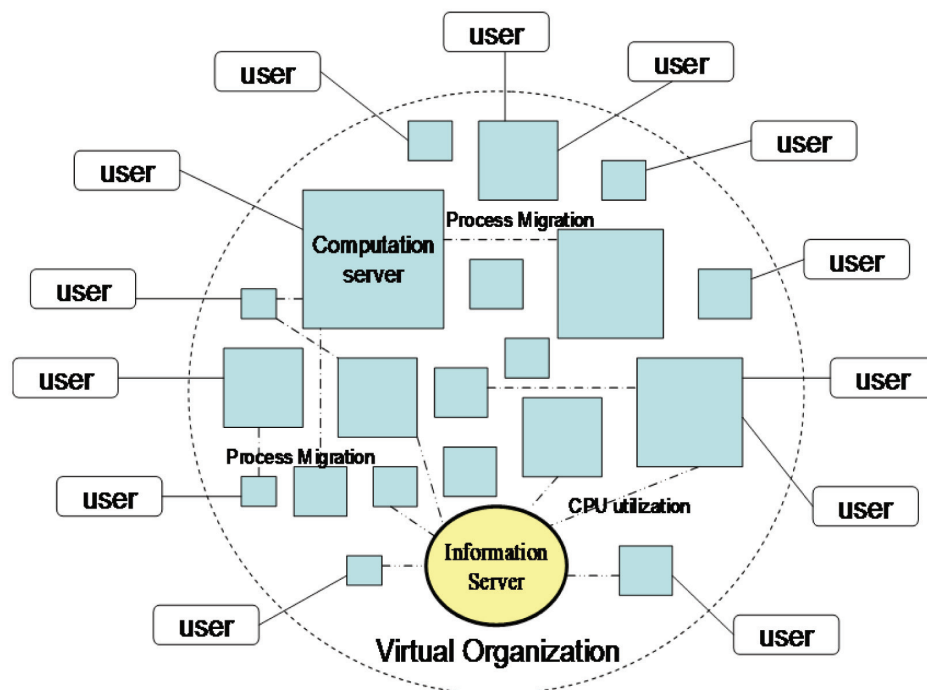 user
user
user
user
user
Process Migration
Computation
server
user
user
user
user
Process Migration
user
CPU utilization
user
Information
Server
user
user
Virtual Organization